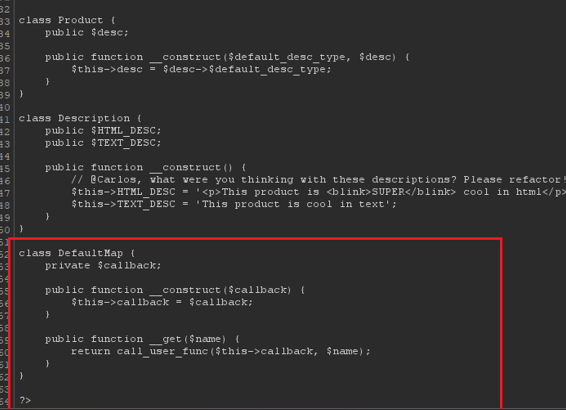 32
33 class Product {
34 public $desc;
35
36 public function __construct($default_desc_type, $desc) {
37 $this->desc = $desc->$default_desc_type;
38 }
39 }
40
41 class Description {
42 public $HTML_DESC;
43 public $TEXT_DESC;
44
45 public function __construct() {
46 // @Carlos, what were you thinking with these descriptions? Please refactor!
47 $this->HTML_DESC = '<p>This product is <blink>SUPER</blink> cool in html</p>
48 $this->TEXT_DESC = 'This product is cool in text';
49 }
50 }
51
52 class DefaultMap {
53 private $callback;
54
55 public function __construct($callback) {
56 $this->callback = $callback;
57 }
58
59 public function __get($name) {
60 return call_user_func($this->callback, $name);
61 }
62 }
63
64 ?>